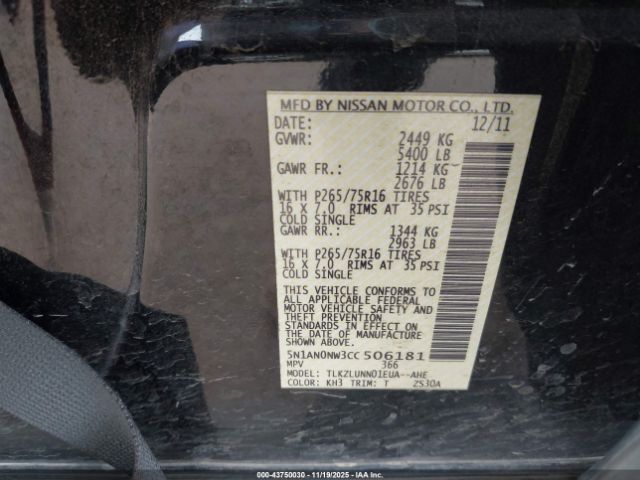 MFD BY NISSAN MOTOR CO., LTD.
DATE: 12/11
GVWR: 2449 KG
5400 LB
GAWR FR.: 1214 KG
2676 LB
WITH P265/75R16 TIRES
16 X 7.0 RIMS AT 35 PSI
COLD SINGLE
GAWR RR.: 1344 KG
2963 LB
WITH P265/75R16 TIRES
16 X 7.0 RIMS AT 35 PSI
COLD SINGLE
THIS VEHICLE CONFORMS TO
ALL APPLICABLE FEDERAL
MOTOR VEHICLE SAFETY AND
THEFT PREVENTION
STANDARDS IN EFFECT ON
THE DATE OF MANUFACTURE
SHOWN ABOVE.
5N1AN0NW3CC506181
MPV 366
MODEL: TLKZLUNN01EUA--AHE
COLOR: KH3 TRIM: T ZS30A
000-43750030 - 11/19/2025 - IAA Inc.